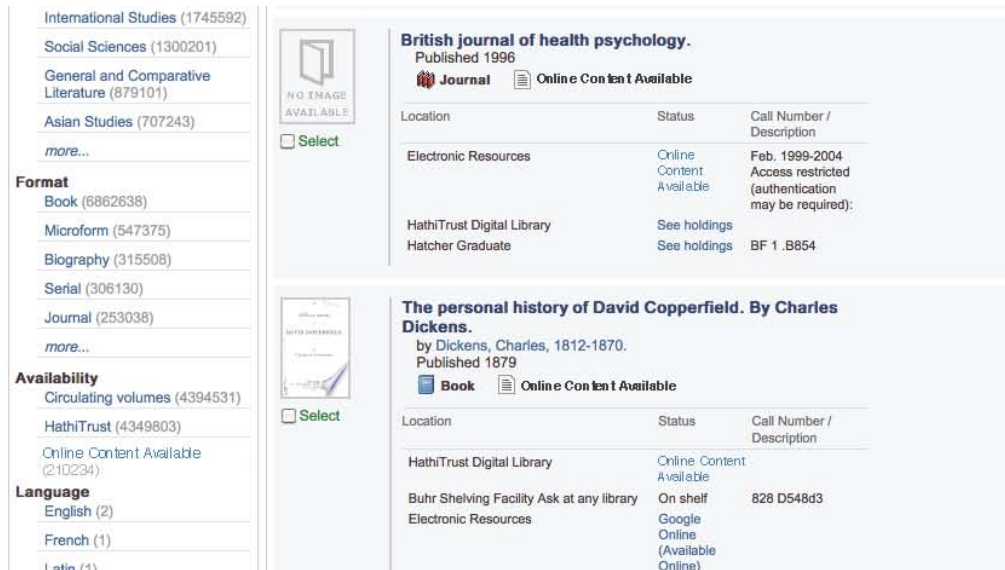 International Studies (1745592)
Social Sciences (1300201)
General and Comparative
Literature (879101)
Asian Studies (707243)
more...
Format
Book (6862638)
Microform (547375)
Biography (315508)
Serial (306130)
Journal (253038)
more...
Availability
Circulating volumes (4394531)
HathiTrust (4349803)
Online Content Available
(210234)
Language
English (2)
French (1)
Latin (1)
NO IMAGE
AVAILABLE
Select
British journal of health psychology.
Published 1996
Journal Online Content Available
Location Status Call Number /
Description
Electronic Resources Online Feb. 1999-2004
Content Access restricted
Available (authentication
may be required):
HathiTrust Digital Library See holdings
Hatcher Graduate See holdings BF 1 .B854
DAVID COPPERFIELD
Select
The personal history of David Copperfield. By Charles
Dickens.
by Dickens, Charles, 1812-1870.
Published 1879
Book Online Content Available
Location Status Call Number /
Description
HathiTrust Digital Library Online Content
Available
Buhr Shelving Facility Ask at any library On shelf 828 D548d3
Electronic Resources Google
Online
(Available
Online)